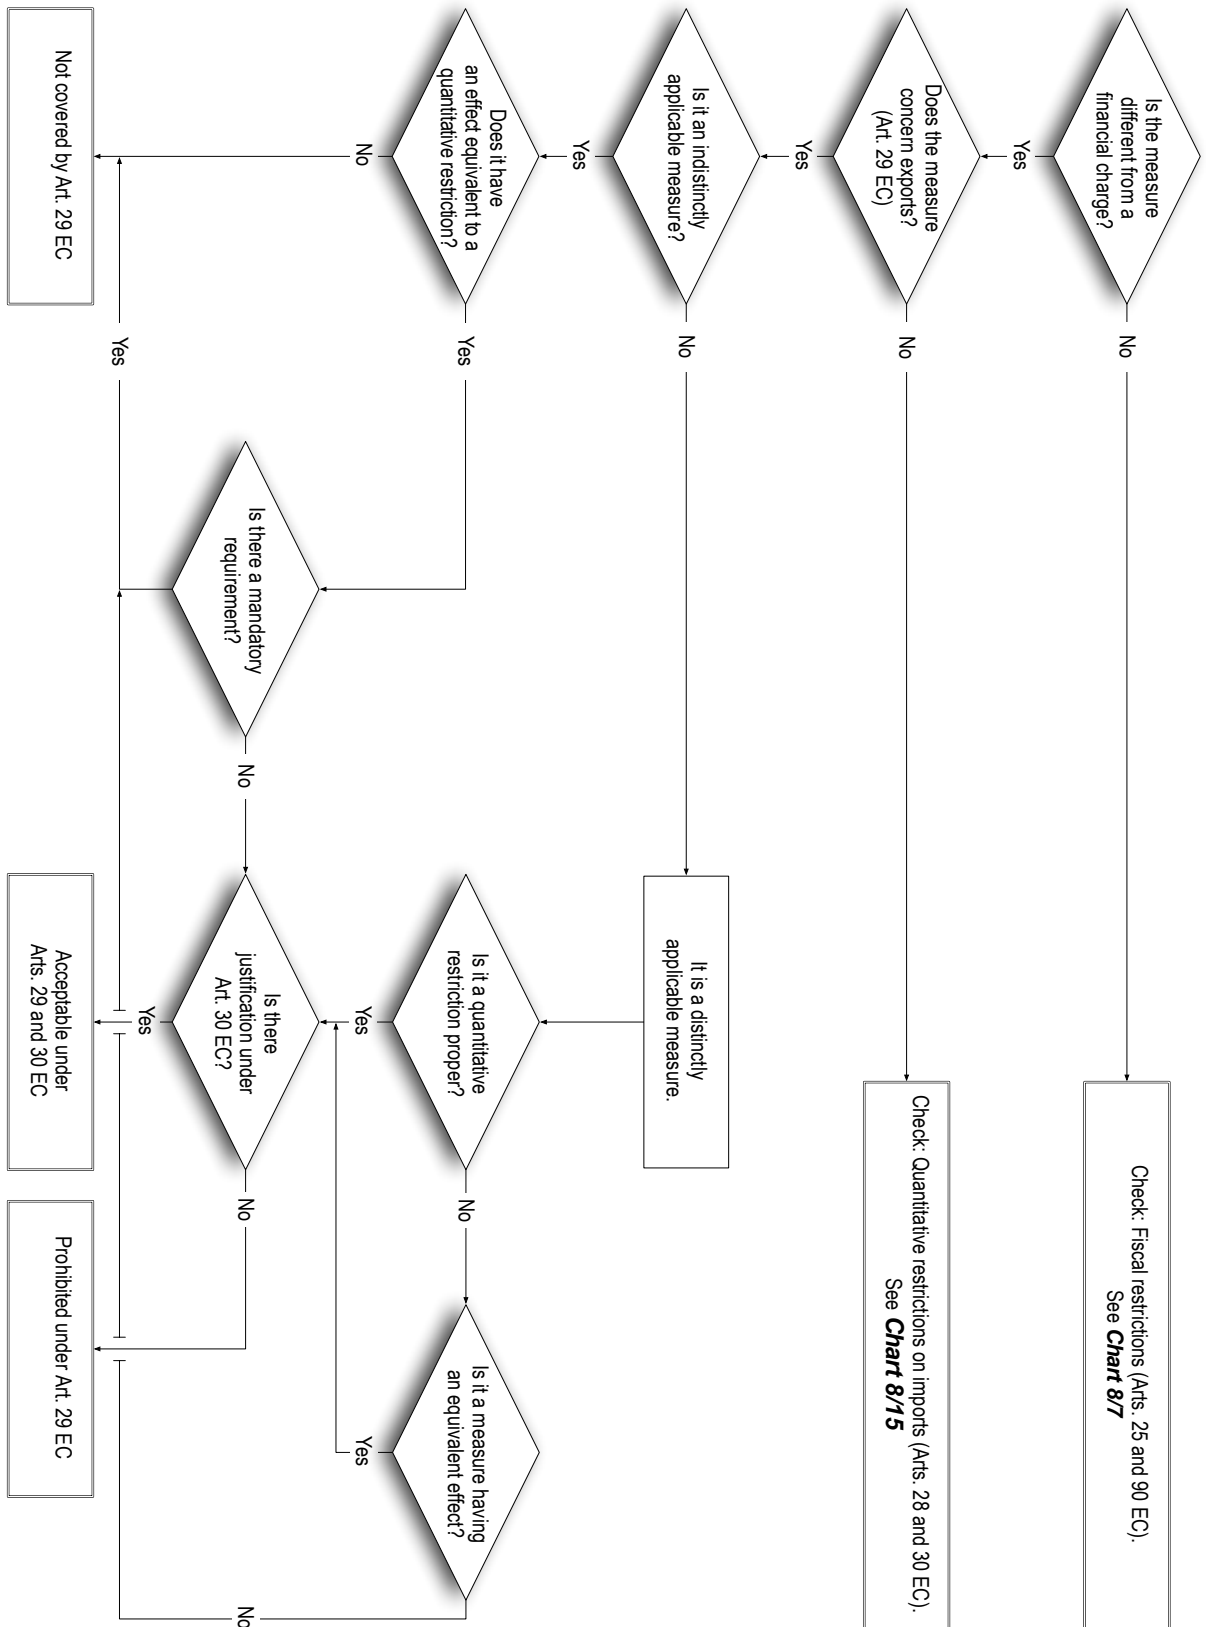 Is the measure
different from a
financial charge?
No
Check: Fiscal restrictions (Arts. 25 and 90 EC).
See Chart 8/7
Yes
Does the measure
concern exports?
(Art. 29 EC)
No
Check: Quantitative restrictions on imports (Arts. 28 and 30 EC).
See Chart 8/15
Yes
Is it an indistinctly
applicable measure?
No
It is a distinctly
applicable measure.
Yes
Does it have
an effect equivalent to a
quantitative restriction?
Yes
Is it a quantitative
restriction proper?
No
Is it a measure having
an equivalent effect?
No
Yes
Yes
Is there a mandatory
requirement?
No
Is there
justification under
Art. 30 EC?
No
No
Yes
Yes
Not covered by Art. 29 EC
Acceptable under
Arts. 29 and 30 EC
Prohibited under Art. 29 EC